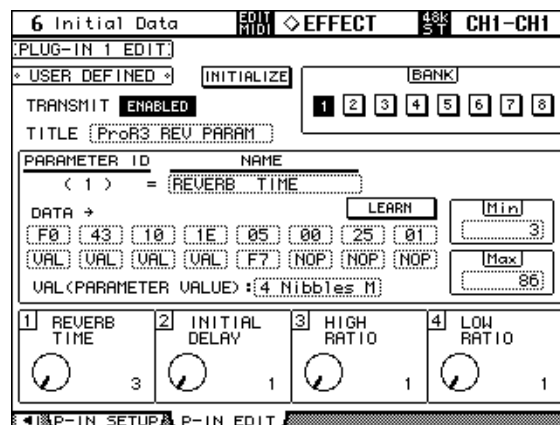 6 Initial Data EDIT MIDI ◇EFFECT 48K ST CH1-CH1
PLUG-IN 1 EDIT
USER DEFINED INITIALIZE BANK
TRANSMIT ENABLED 1 2 3 4 5 6 7 8
TITLE ProR3 REV PARAM
PARAMETER ID NAME
( 1 ) = REVERB TIME
DATA → LEARN Min
F0 43 10 1E 05 00 25 01 3
VAL VAL VAL VAL F7 NOP NOP NOP Max
VAL(PARAMETER VALUE): 4 Nibbles M 86
1 REVERB TIME 2 INITIAL DELAY 3 HIGH RATIO 4 LOW RATIO
3 1 1 1
P-IN SETUP P-IN EDIT